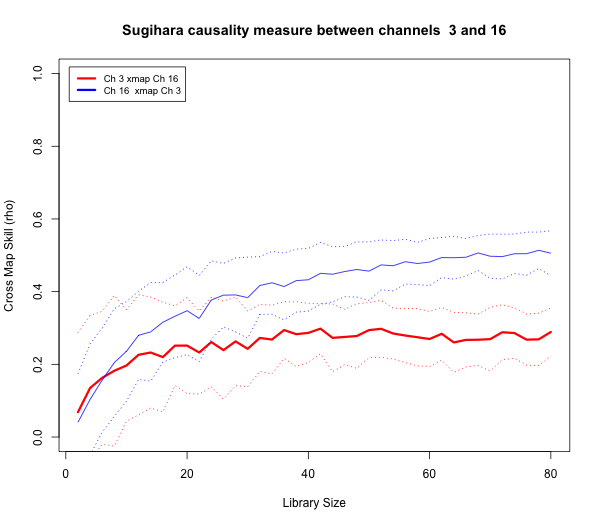 Sugihara causality measure between channels  3 and 16
Ch 3 xmap Ch 16
Ch 16  xmap Ch 3
Cross Map Skill (rho)
1.0
0.8
0.6
0.4
0.2
0.0
0 20 40 60 80
Library Size